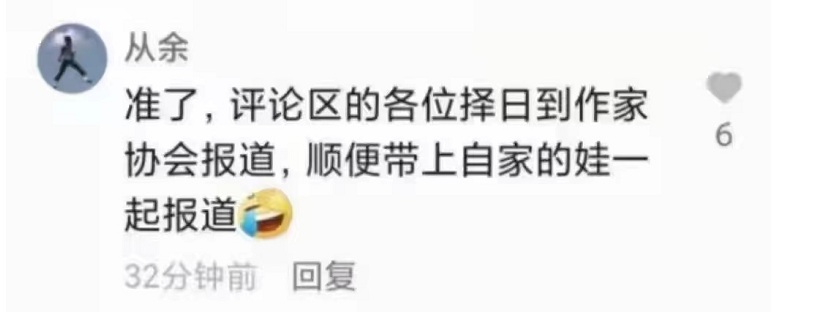 从余
准了，评论区的各位择日到作家
协会报道，顺便带上自家的娃一
起报道🤣
6
32分钟前 回复